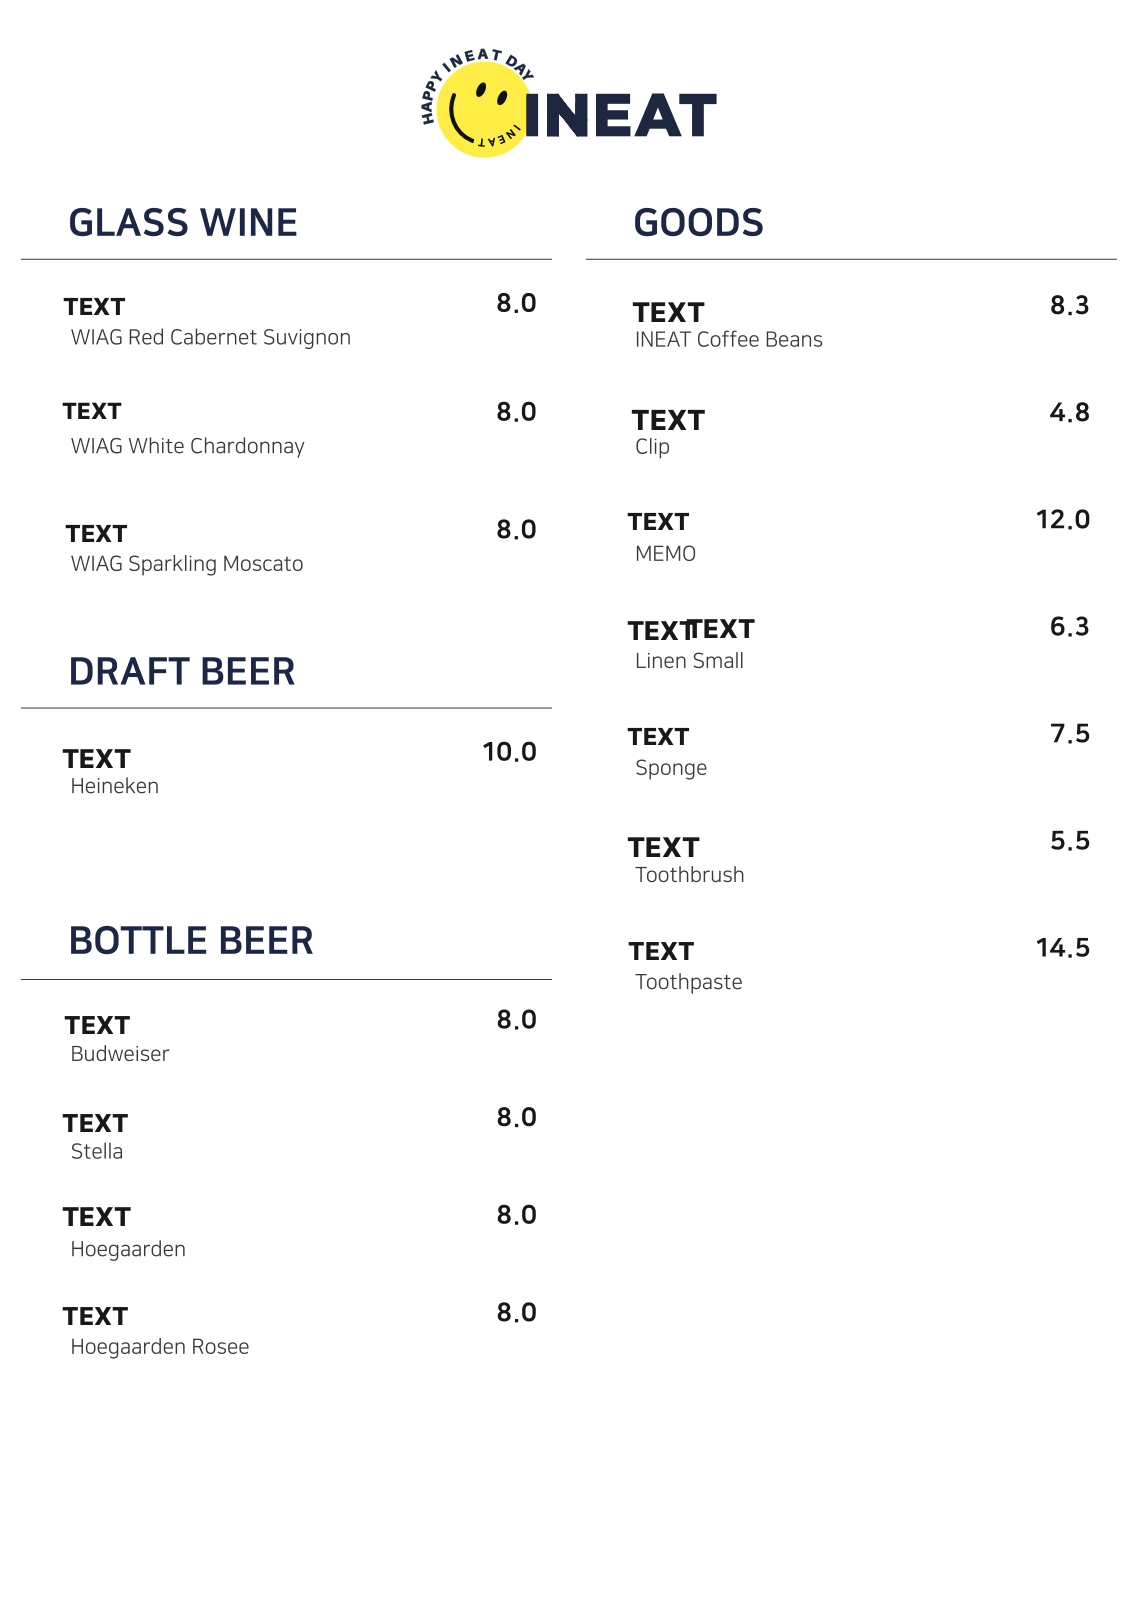 HAPPY INEAT DAY
INEAT
INEAT
GLASS WINE
TEXT 8.0
WIAG Red Cabernet Suvignon
TEXT 8.0
WIAG White Chardonnay
TEXT 8.0
WIAG Sparkling Moscato
DRAFT BEER
TEXT 10.0
Heineken
BOTTLE BEER
TEXT 8.0
Budweiser
TEXT 8.0
Stella
TEXT 8.0
Hoegaarden
TEXT 8.0
Hoegaarden Rosee
GOODS
TEXT 8.3
INEAT Coffee Beans
TEXT 4.8
Clip
TEXT 12.0
MEMO
TEXTTEXT 6.3
Linen Small
TEXT 7.5
Sponge
TEXT 5.5
Toothbrush
TEXT 14.5
Toothpaste